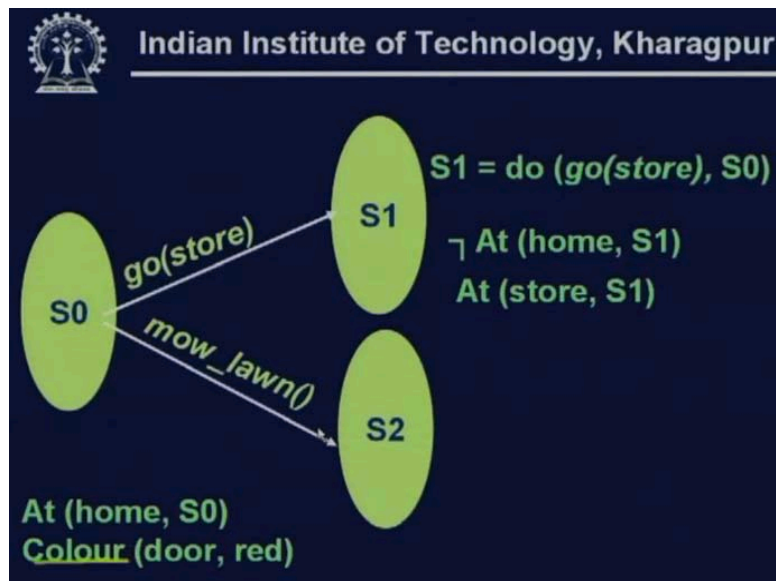 Indian Institute of Technology, Kharagpur
S1 = do (go(store), S0)
S1
go(store)
¬ At (home, S1)
At (store, S1)
S0
mow_lawn()
S2
At (home, S0)
Colour (door, red)